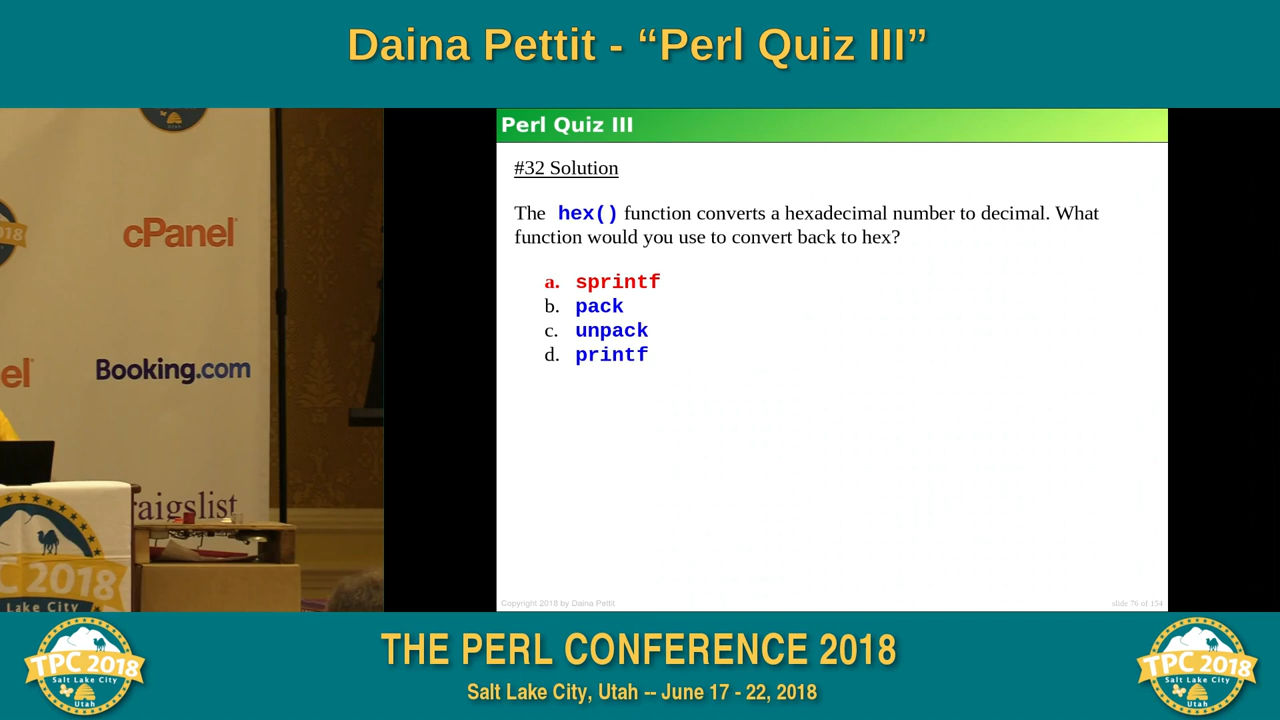 Daina Pettit - “Perl Quiz III”
Utah
018
cPanel
el
Booking.com
raigslist
C 2018
Lake City
Perl Quiz III
#32 Solution
The hex() function converts a hexadecimal number to decimal. What
function would you use to convert back to hex?
a. sprintf
b. pack
c. unpack
d. printf
Copyright 2018 by Daina Pettit
slide 76 of 154
TPC 2018
Salt Lake City
Utah
THE PERL CONFERENCE 2018
Salt Lake City, Utah -- June 17 - 22, 2018
TPC 2018
Salt Lake City
Utah